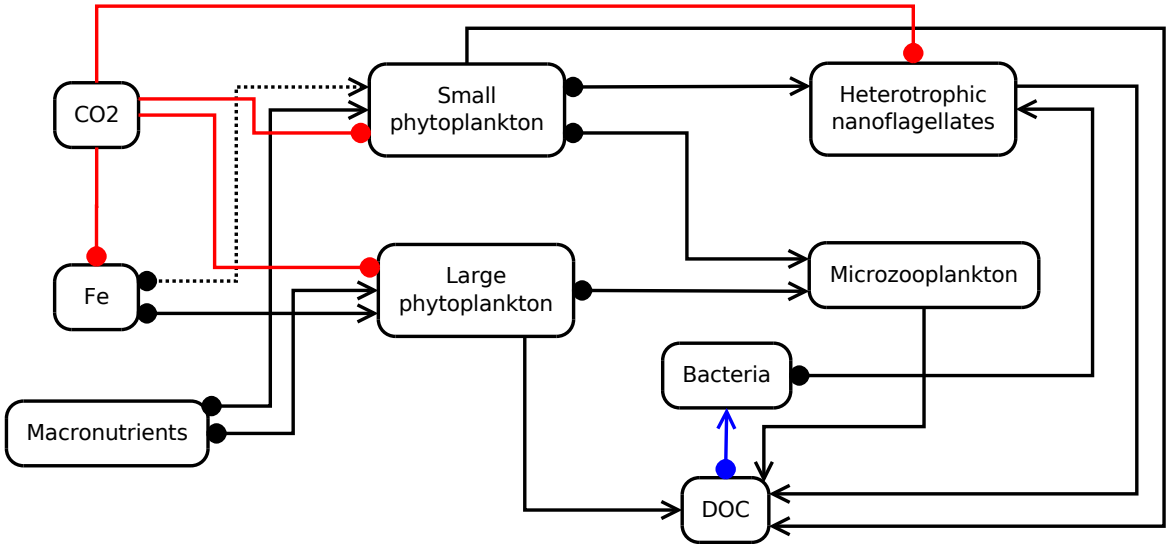 CO2
Small
phytoplankton
Heterotrophic
nanoflagellates
Fe
Large
phytoplankton
Microzooplankton
Bacteria
Macronutrients
DOC